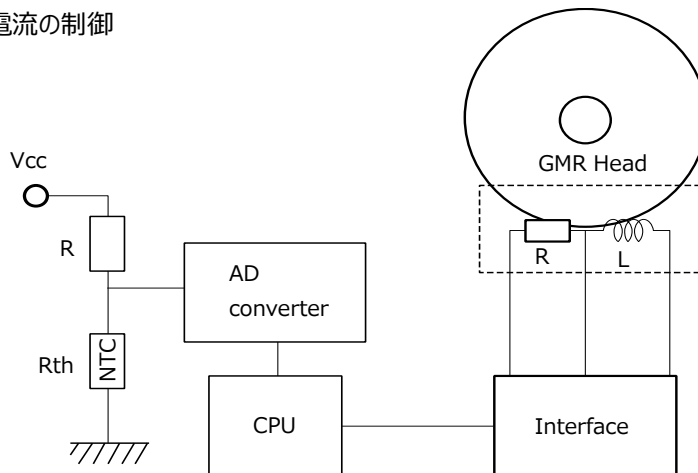 電流の制御
Vcc
GMR Head
R
R
L
AD
converter
Rth
NTC
CPU
Interface